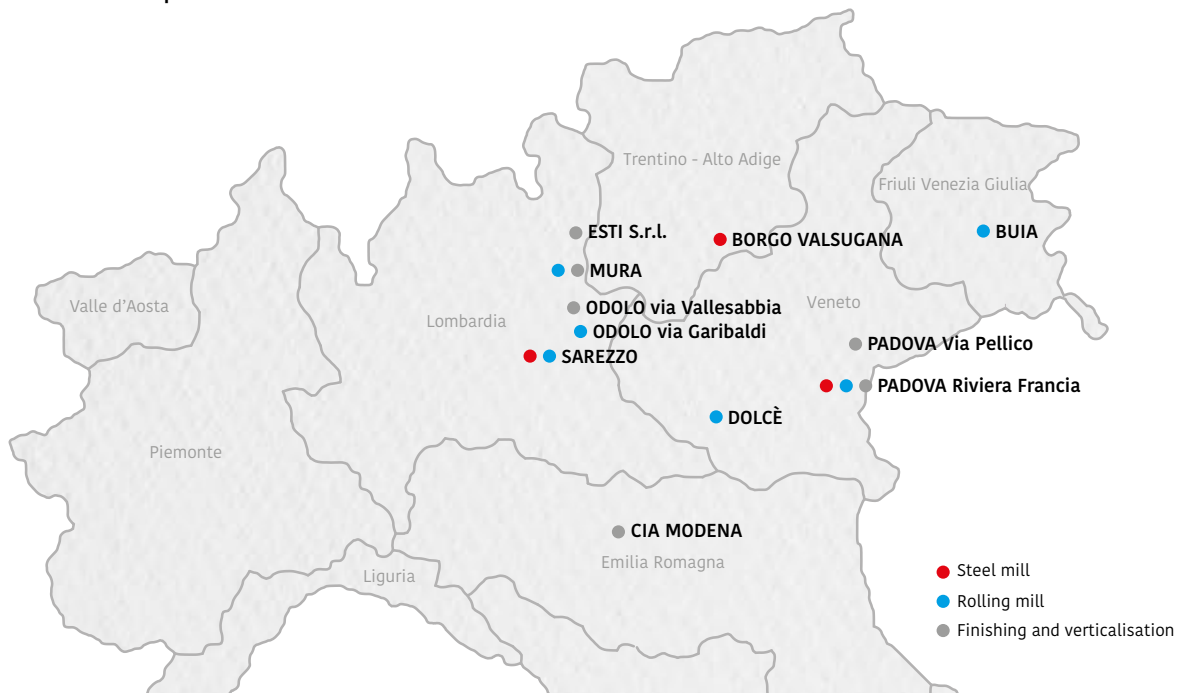 Trentino - Alto Adige
Friuli Venezia Giulia
ESTI S.r.l.
BORGO VALSUGANA
BUIA
MURA
Valle d'Aosta
ODOLO via Vallesabbia
Veneto
Lombardia
ODOLO via Garibaldi
PADOVA Via Pellico
SAREZZO
PADOVA Riviera Francia
DOLCÈ
Piemonte
CIA MODENA
Emilia Romagna
Liguria
Steel mill
Rolling mill
Finishing and verticalisation